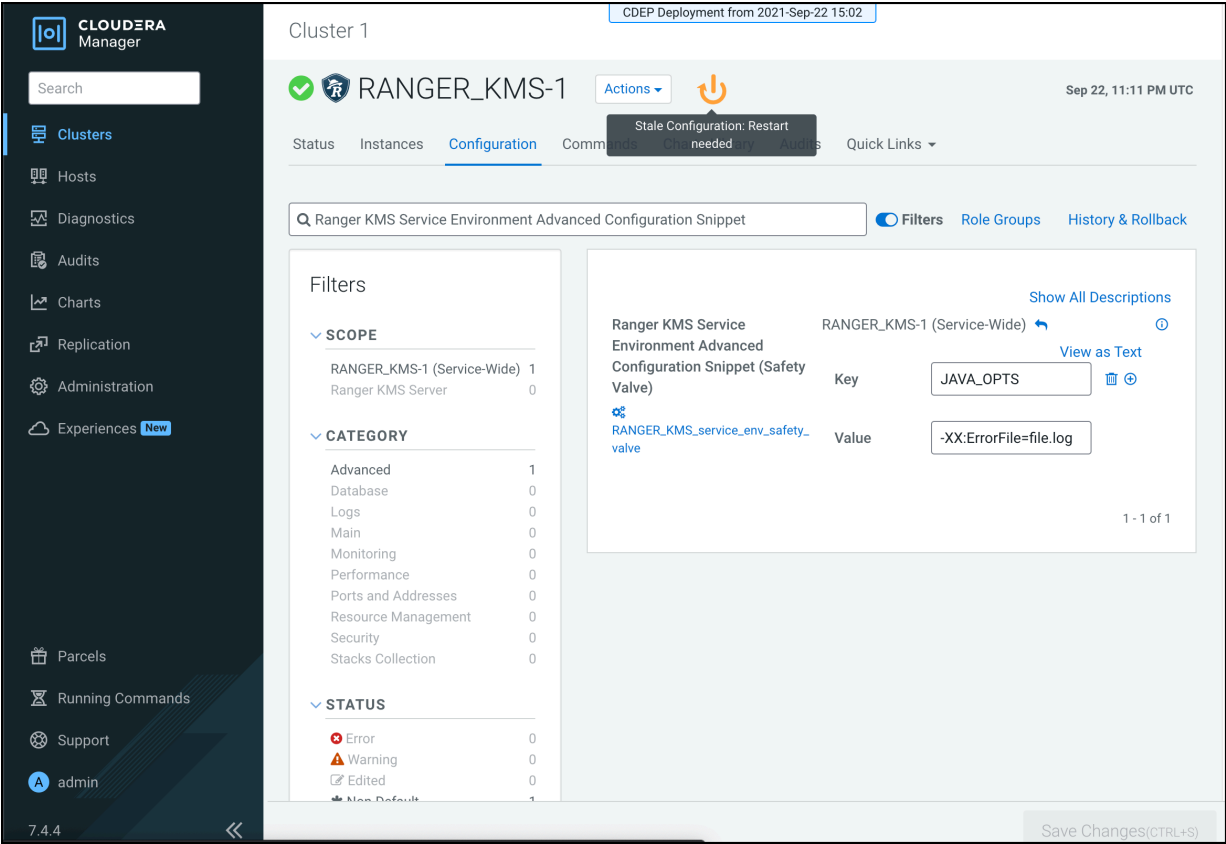 CLOUDERA
Manager
Search
Clusters
Hosts
Diagnostics
Audits
Charts
Replication
Administration
Experiences New
Parcels
Running Commands
Support
A admin
7.4.4
CDEP Deployment from 2021-Sep-22 15:02
Cluster 1
RANGER_KMS-1
Actions
Sep 22, 11:11 PM UTC
Stale Configuration: Restart
needed
Status Instances Configuration Commands Audits Quick Links
Ranger KMS Service Environment Advanced Configuration Snippet
Filters Role Groups History & Rollback
Filters
SCOPE
RANGER_KMS-1 (Service-Wide) 1
Ranger KMS Server 0
CATEGORY
Advanced 1
Database 0
Logs 0
Main 0
Monitoring 0
Performance 0
Ports and Addresses 0
Resource Management 0
Security 0
Stacks Collection 0
STATUS
Error 0
Warning 0
Edited 0
Non Default 1
Show All Descriptions
Ranger KMS Service
Environment Advanced
Configuration Snippet (Safety
Valve)
RANGER_KMS_service_env_safety_
valve
RANGER_KMS-1 (Service-Wide)
View as Text
Key JAVA_OPTS
Value -XX:ErrorFile=file.log
1 - 1 of 1
Save Changes(CTRL+S)